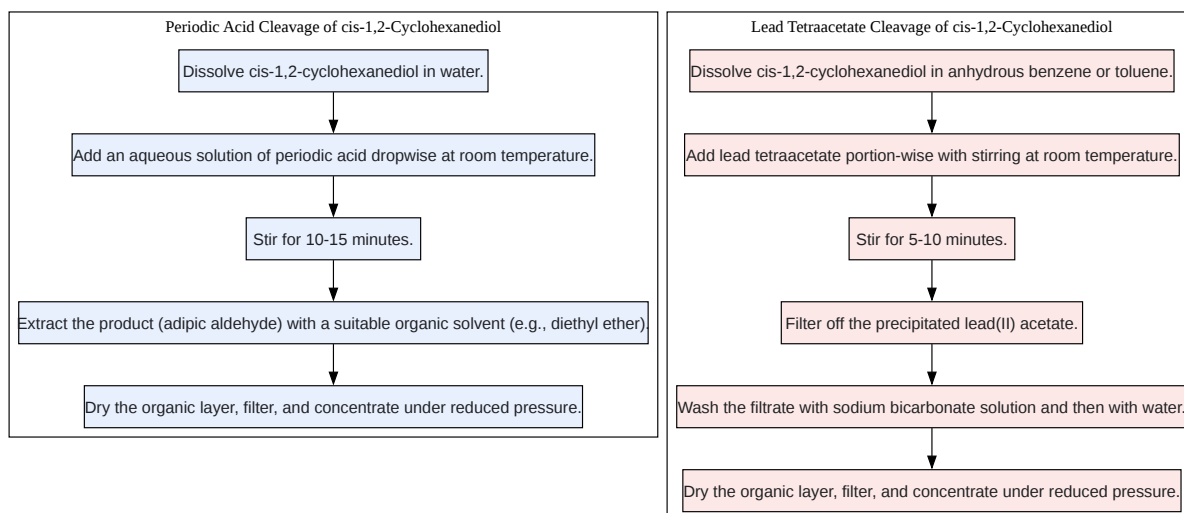 Periodic Acid Cleavage of cis-1,2-Cyclohexanediol
Dissolve cis-1,2-cyclohexanediol in water.
Add an aqueous solution of periodic acid dropwise at room temperature.
Stir for 10-15 minutes.
Extract the product (adipic aldehyde) with a suitable organic solvent (e.g., diethyl ether).
Dry the organic layer, filter, and concentrate under reduced pressure.
Lead Tetraacetate Cleavage of cis-1,2-Cyclohexanediol
Dissolve cis-1,2-cyclohexanediol in anhydrous benzene or toluene.
Add lead tetraacetate portion-wise with stirring at room temperature.
Stir for 5-10 minutes.
Filter off the precipitated lead(II) acetate.
Wash the filtrate with sodium bicarbonate solution and then with water.
Dry the organic layer, filter, and concentrate under reduced pressure.